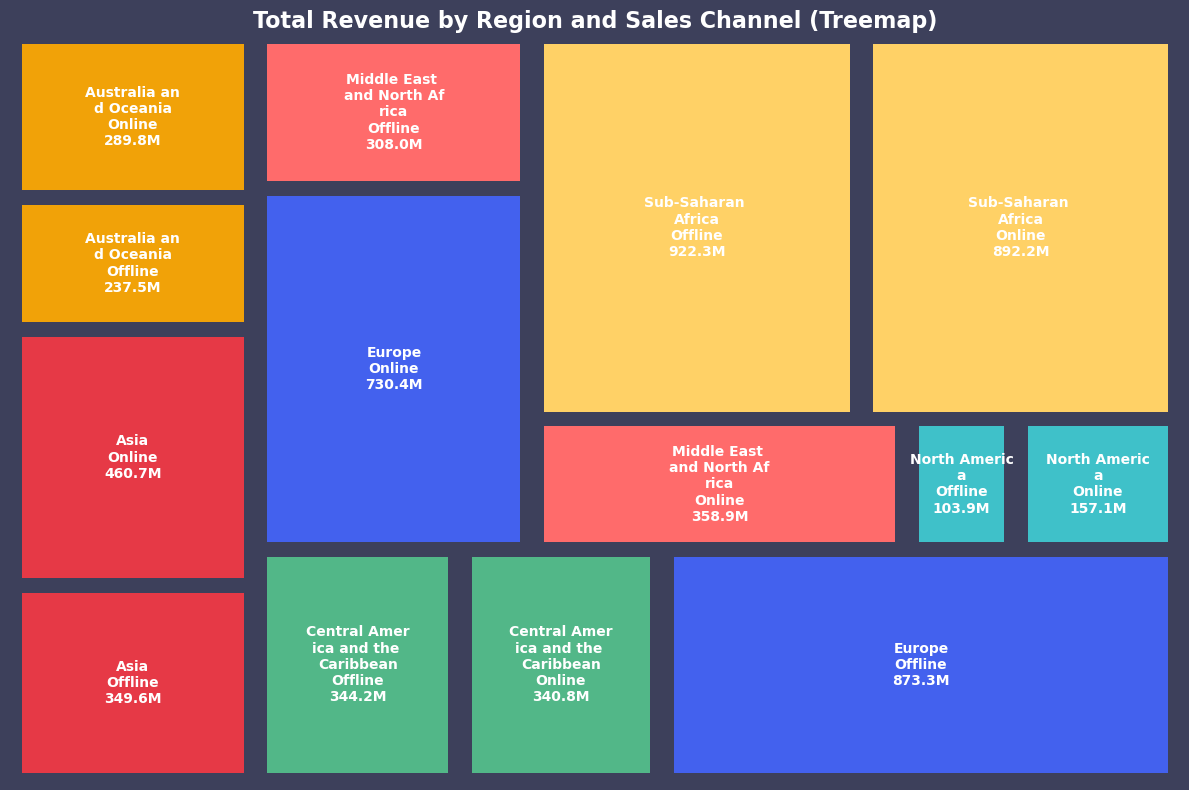 Total Revenue by Region and Sales Channel (Treemap)
Australia an
d Oceania
Online
289.8M
Australia an
d Oceania
Offline
237.5M
Asia
Online
460.7M
Asia
Offline
349.6M
Middle East
and North Af
rica
Offline
308.0M
Europe
Online
730.4M
Sub-Saharan
Africa
Offline
922.3M
Sub-Saharan
Africa
Online
892.2M
Middle East
and North Af
rica
Online
358.9M
North Americ
a
Offline
103.9M
North Americ
a
Online
157.1M
Central Amer
ica and the
Caribbean
Offline
344.2M
Central Amer
ica and the
Caribbean
Online
340.8M
Europe
Offline
873.3M